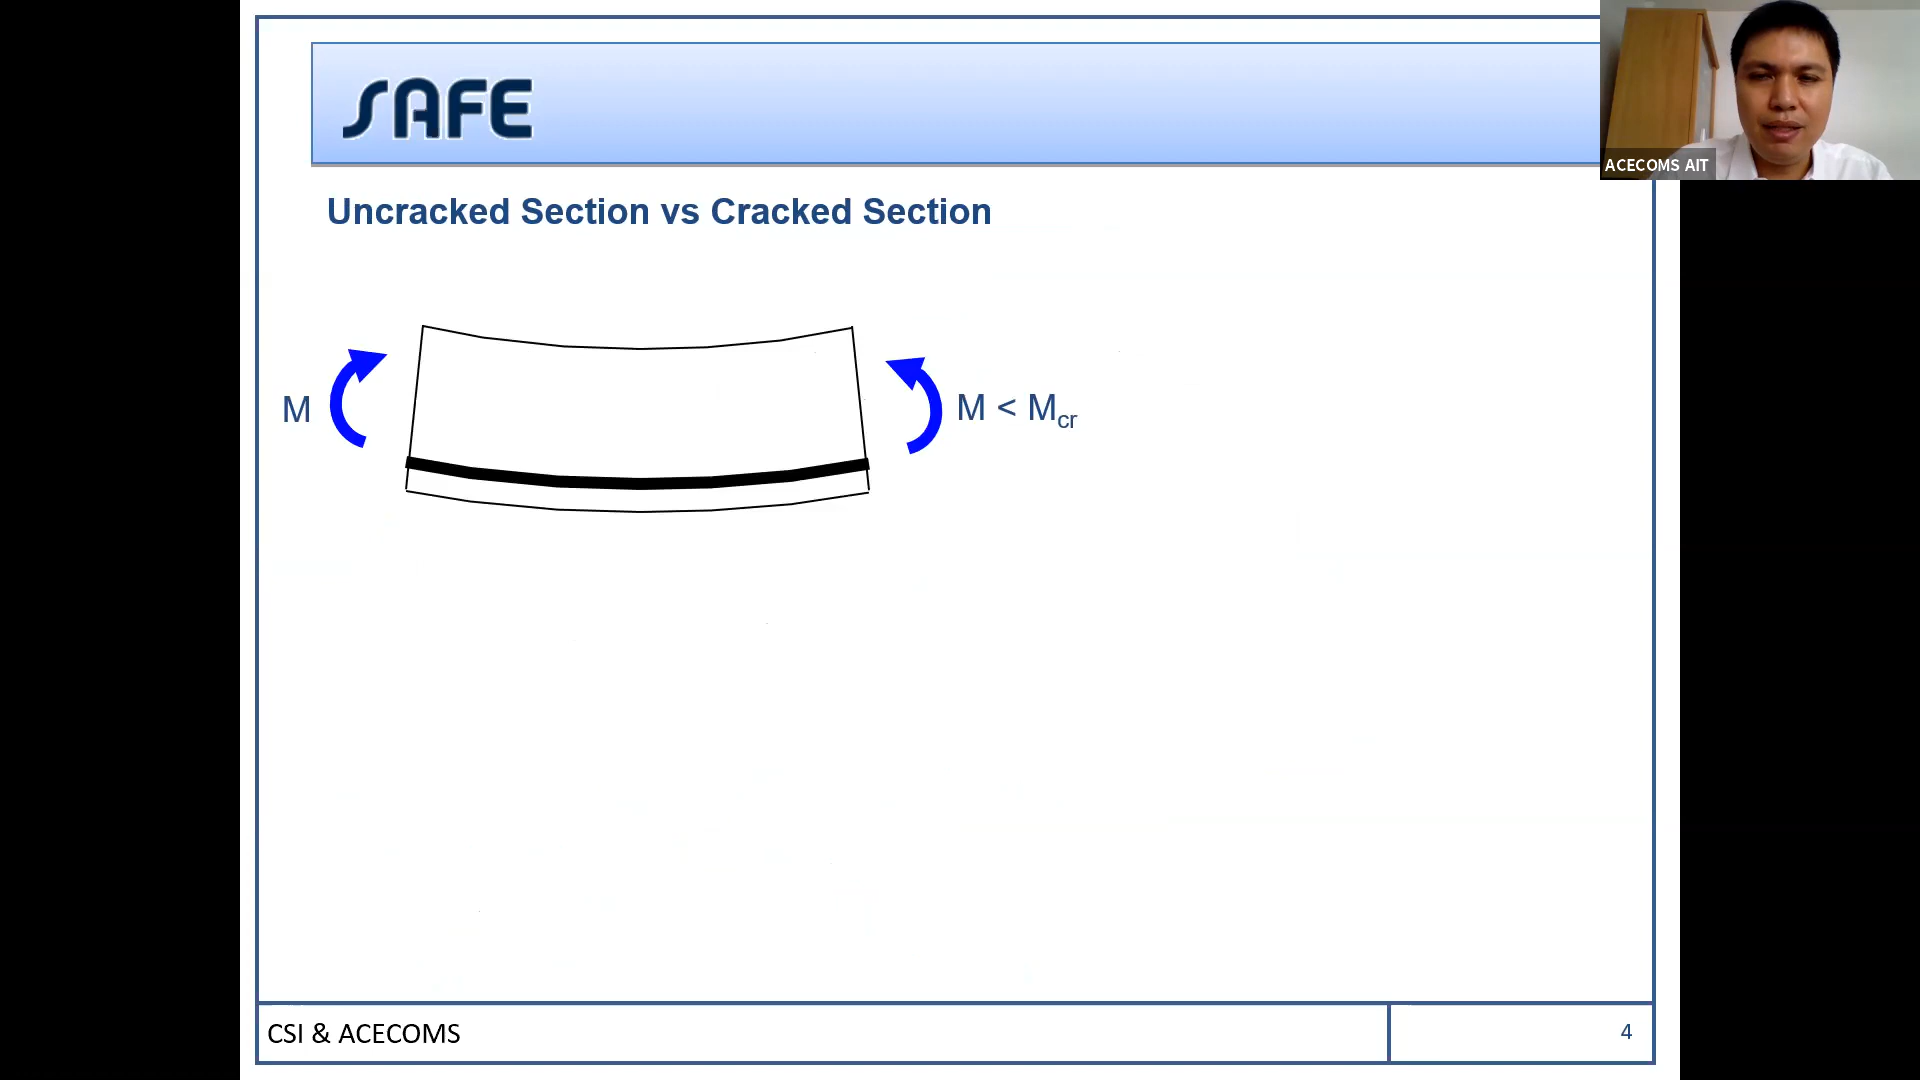 SAFE
ACECOMS AIT
Uncracked Section vs Cracked Section
M
M < Mcr
CSI & ACECOMS
4